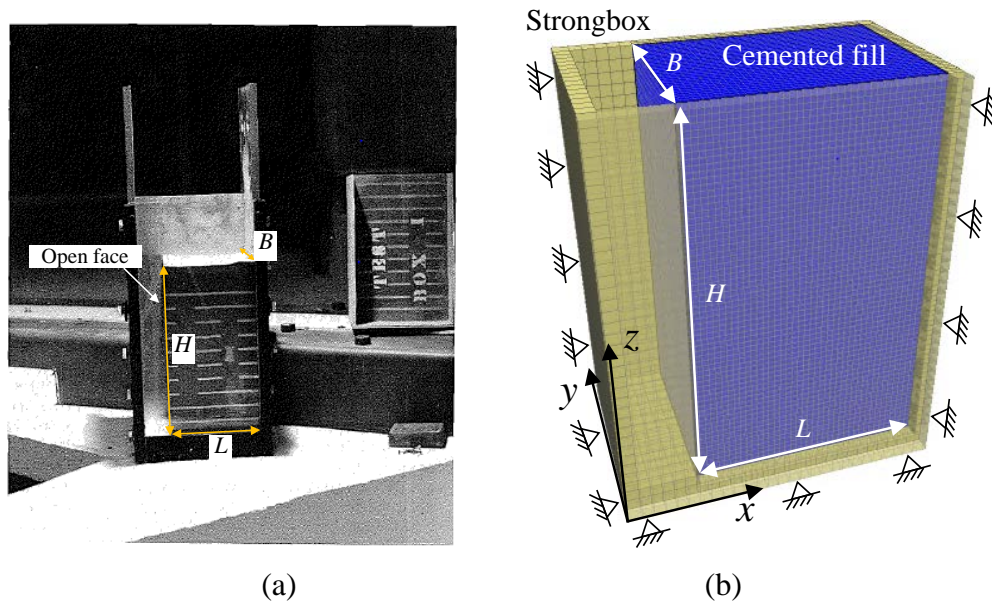 Strongbox
Cemented fill
B
B
Open face
TEST
BOX
H
H
z
y
L
L
x
(a)
(b)